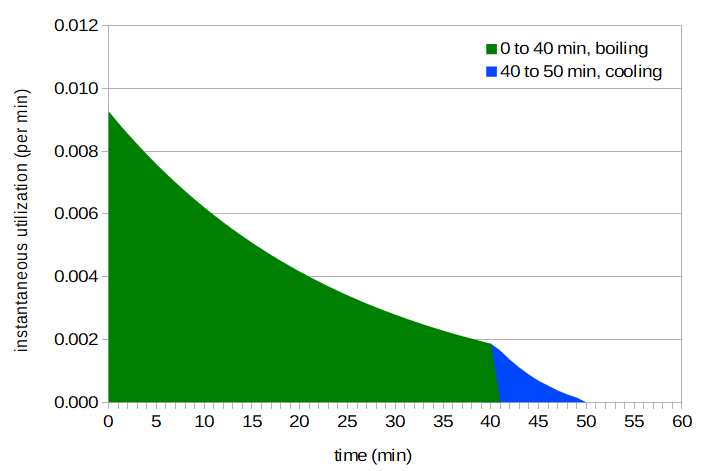 0.012
0 to 40 min, boiling
40 to 50 min, cooling
0.010
0.008
0.006
0.004
0.002
0.000
instantaneous utilization (per min)
0 5 10 15 20 25 30 35 40 45 50 55 60
time (min)